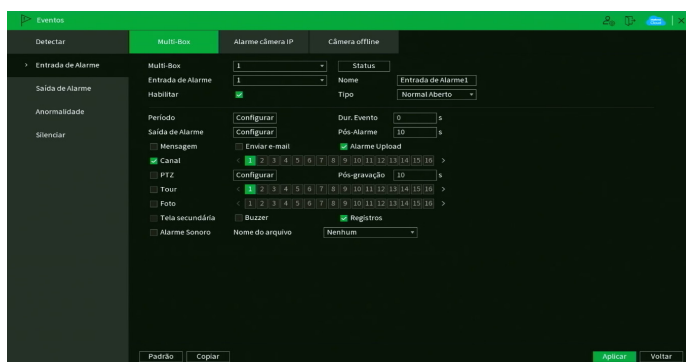 Eventos
Detectar
Multi-Box Alarme câmera IP Câmera offline
Entrada de Alarme
Saída de Alarme
Anormalidade
Silenciar
Multi-Box 1 Status
Entrada de Alarme 1 Nome Entrada de Alarme1
Habilitar Tipo Normal Aberto
Período Configurar Dur. Evento 0 s
Saída de Alarme Configurar Pós-Alarme 10 s
Mensagem Enviar e-mail Alarme Upload
Canal < 1 2 3 4 5 6 7 8 9 10 11 12 13 14 15 16 >
PTZ Configurar Pós-gravação 10 s
Tour < 1 2 3 4 5 6 7 8 9 10 11 12 13 14 15 16 >
Foto < 1 2 3 4 5 6 7 8 9 10 11 12 13 14 15 16 >
Tela secundária Buzzer Registros
Alarme Sonoro Nome do arquivo Nenhum
Padrão Copiar Aplicar Voltar